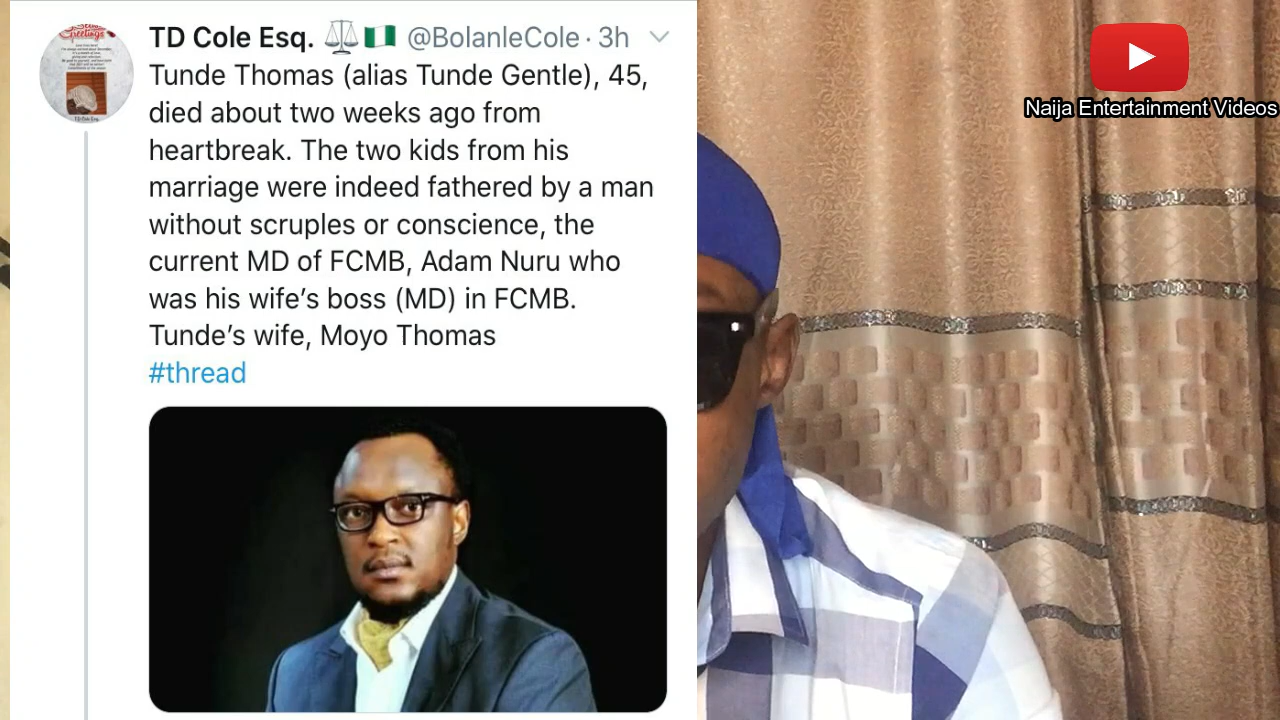 TD Cole Esq. @BolanleCole · 3h
Tunde Thomas (alias Tunde Gentle), 45,
died about two weeks ago from
heartbreak. The two kids from his
marriage were indeed fathered by a man
without scruples or conscience, the
current MD of FCMB, Adam Nuru who
was his wife's boss (MD) in FCMB.
Tunde's wife, Moyo Thomas
#thread
Naija Entertainment Videos